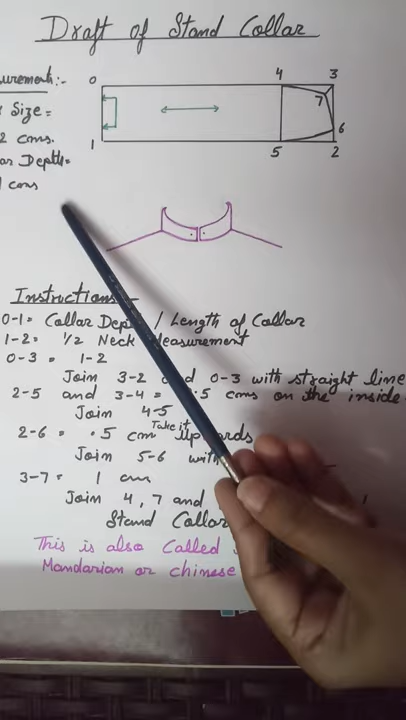 Draft of Stand Collar
urement:-
Size =
2 cms.
ar Depth=
cms
0 4 3
7
6
1 5 2
Instructions
0-1= Collar Dep / Length of Collar
1-2= 1/2 Neck easurement
0-3 = 1-2
Join 3-2 and 0-3 with straight line
2-5 and 3-4 = .5 cms on the inside
Join 4-5
2-6 = .5 cm Take it Upwards
Join 5-6 with
3-7= 1 cm
Join 4, 7 and
Stand Collar
This is also Called
Mandarian or chinese